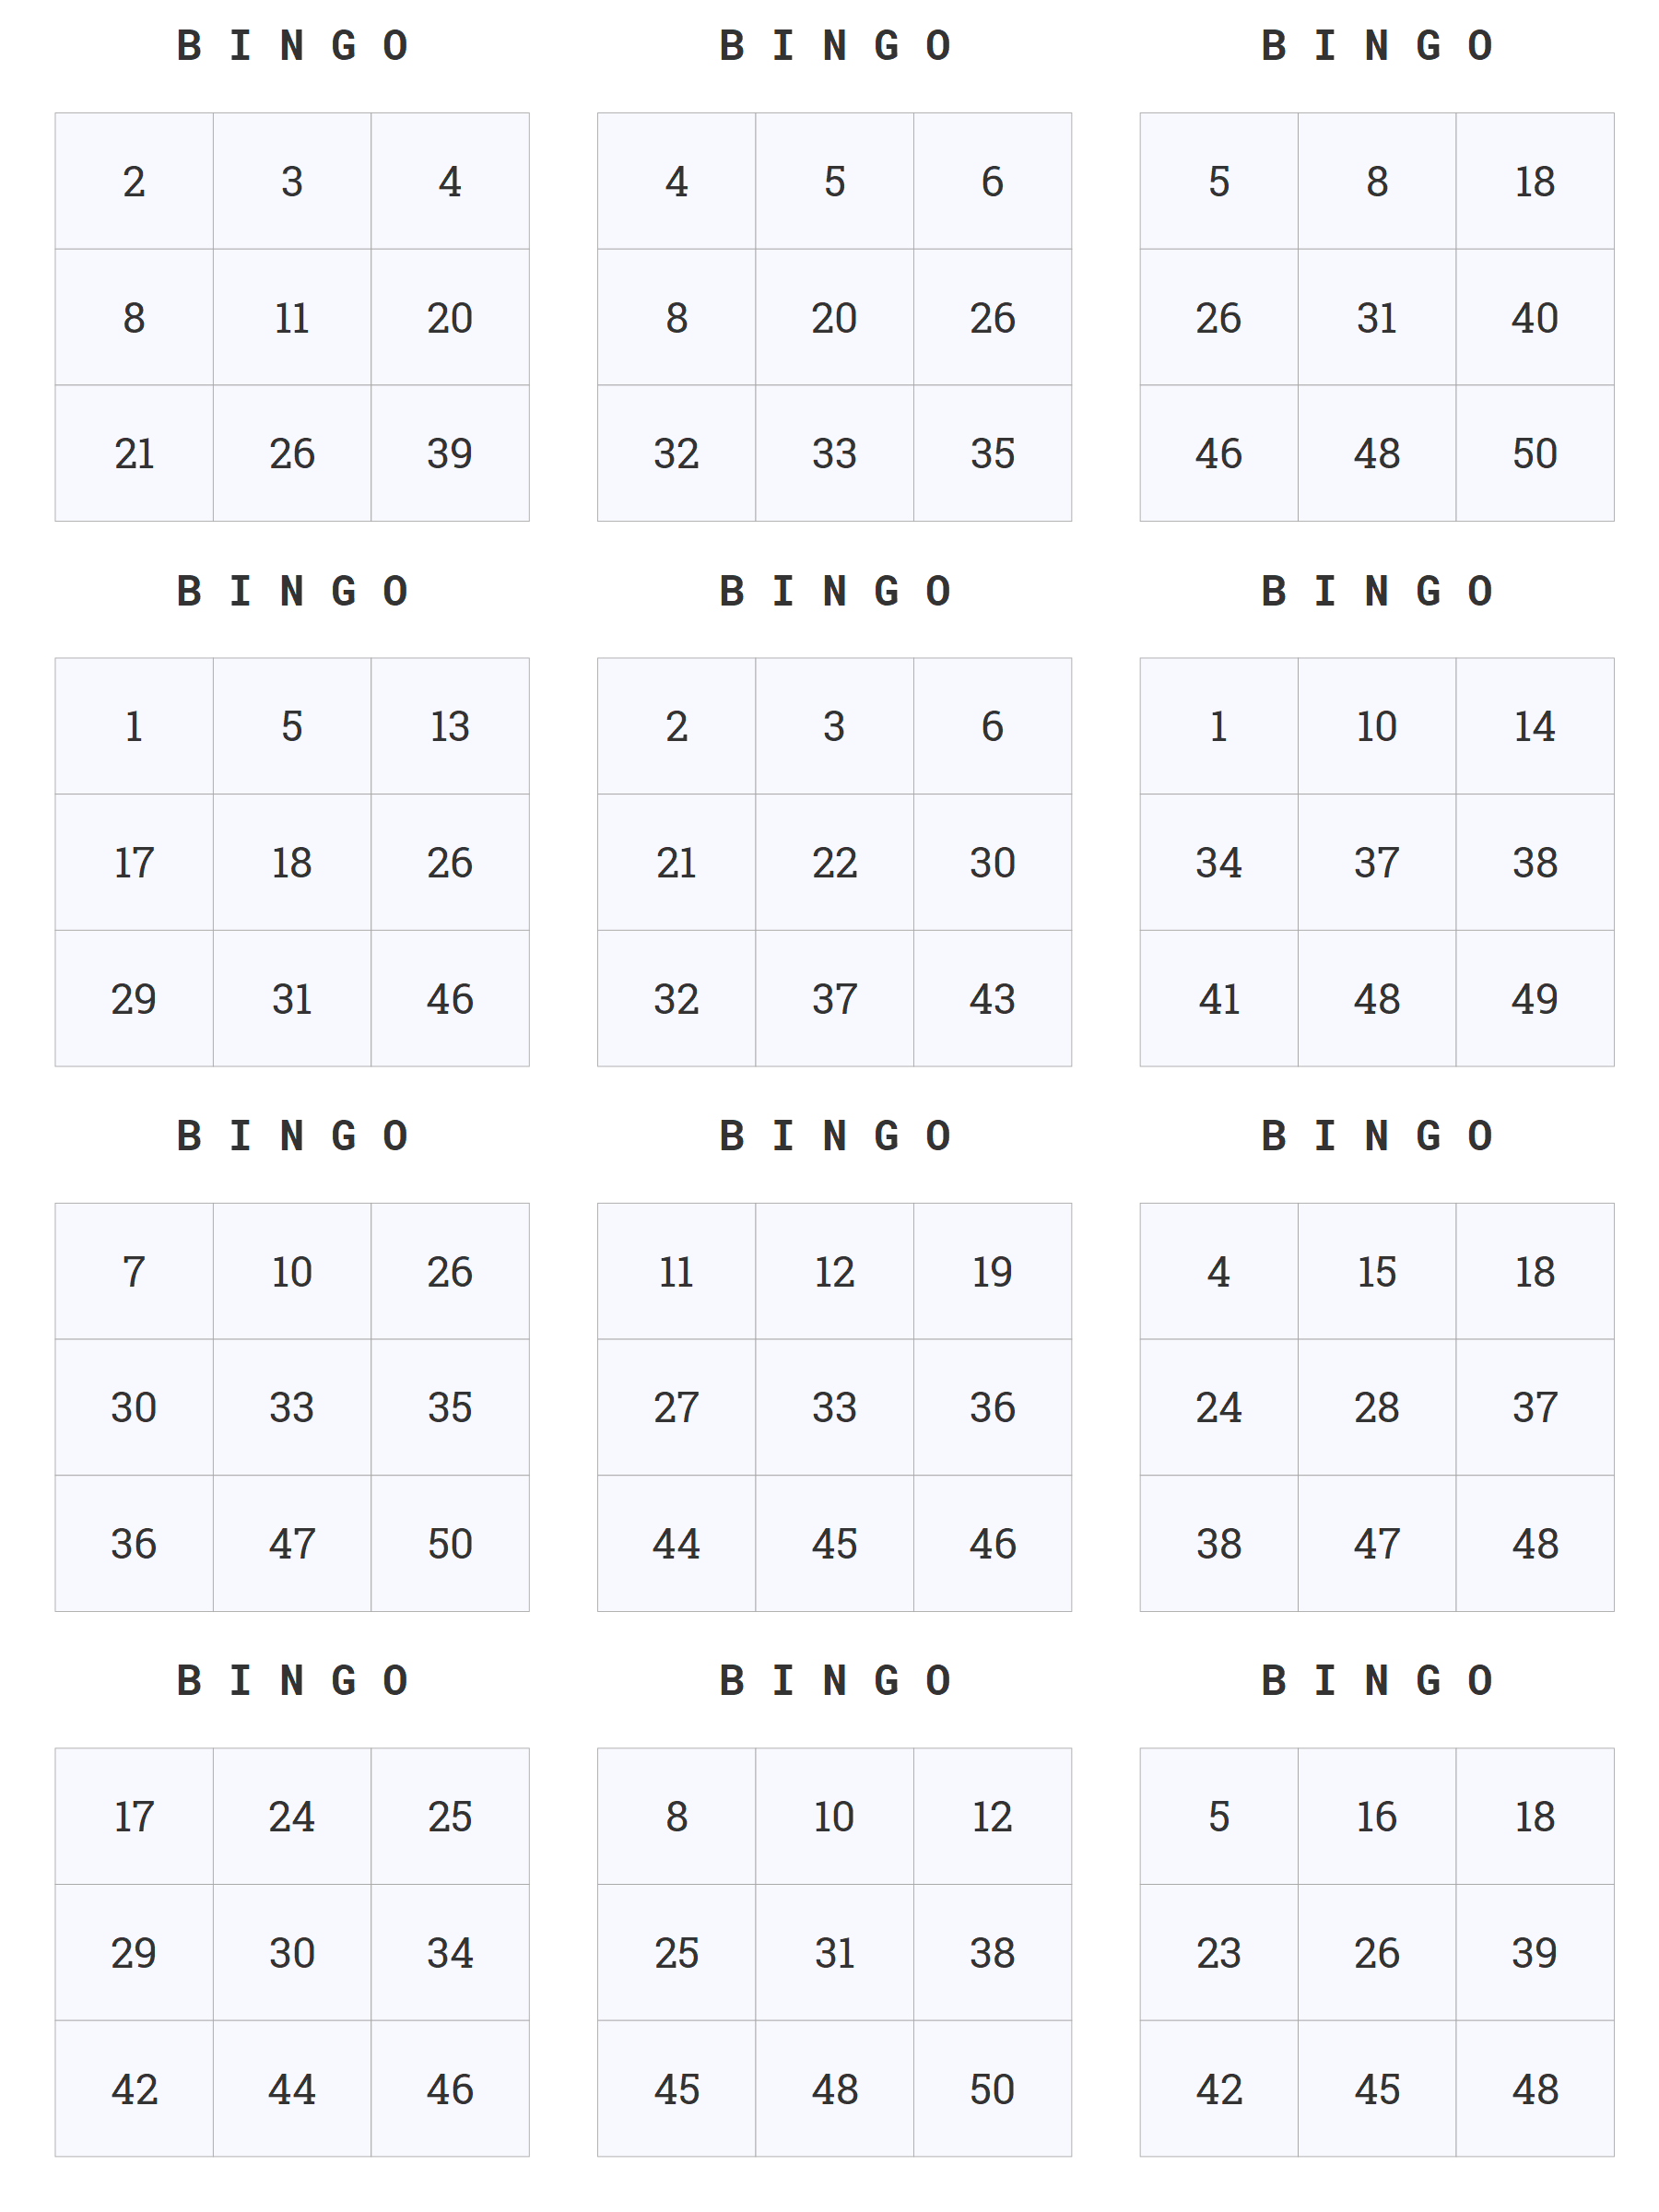 B I N G O
2 3 4
8 11 20
21 26 39
B I N G O
4 5 6
8 20 26
32 33 35
B I N G O
5 8 18
26 31 40
46 48 50
B I N G O
1 5 13
17 18 26
29 31 46
B I N G O
2 3 6
21 22 30
32 37 43
B I N G O
1 10 14
34 37 38
41 48 49
B I N G O
7 10 26
30 33 35
36 47 50
B I N G O
11 12 19
27 33 36
44 45 46
B I N G O
4 15 18
24 28 37
38 47 48
B I N G O
17 24 25
29 30 34
42 44 46
B I N G O
8 10 12
25 31 38
45 48 50
B I N G O
5 16 18
23 26 39
42 45 48